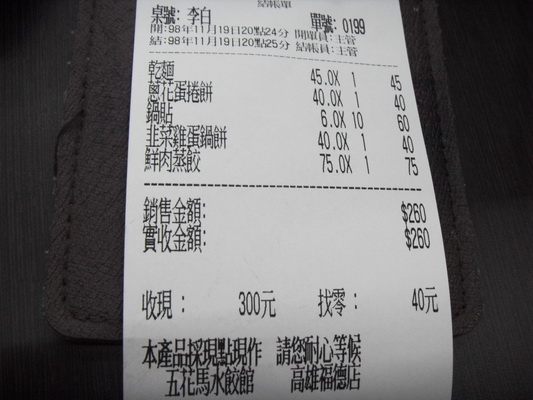 結帳單
桌號: 李白 單號: 0199
開:98年11月19日20點24分 開單員:主管
結:98年11月19日20點25分 結帳員:主管
乾麵 45.0X 1 45
蔥花蛋捲餅 40.0X 1 40
鍋貼 6.0X 10 60
韭菜雞蛋鍋餅 40.0X 1 40
鮮肉蒸餃 75.0X 1 75
銷售金額: $260
實收金額: $260
收現: 300元 找零: 40元
本產品採現點現作 請您耐心等候
五花馬水餃館 高雄福德店